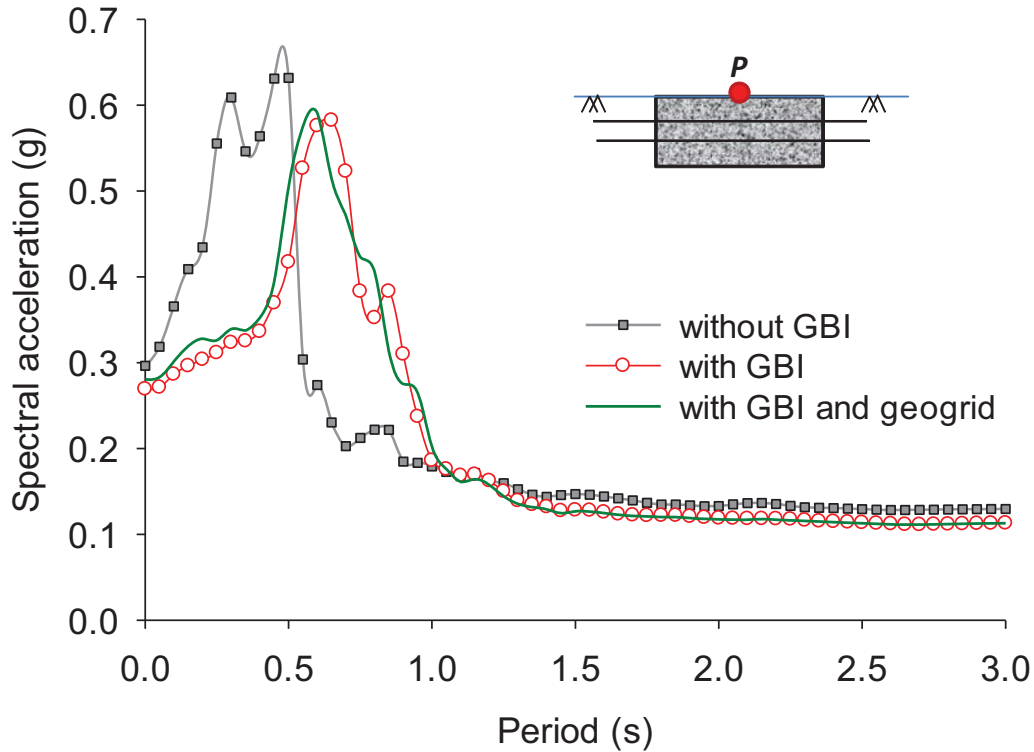 0.7
0.6
0.5
0.4
0.3
0.2
0.1
0.0
Spectral acceleration (g)
P
without GBI
with GBI
with GBI and geogrid
0.0 0.5 1.0 1.5 2.0 2.5 3.0
Period (s)